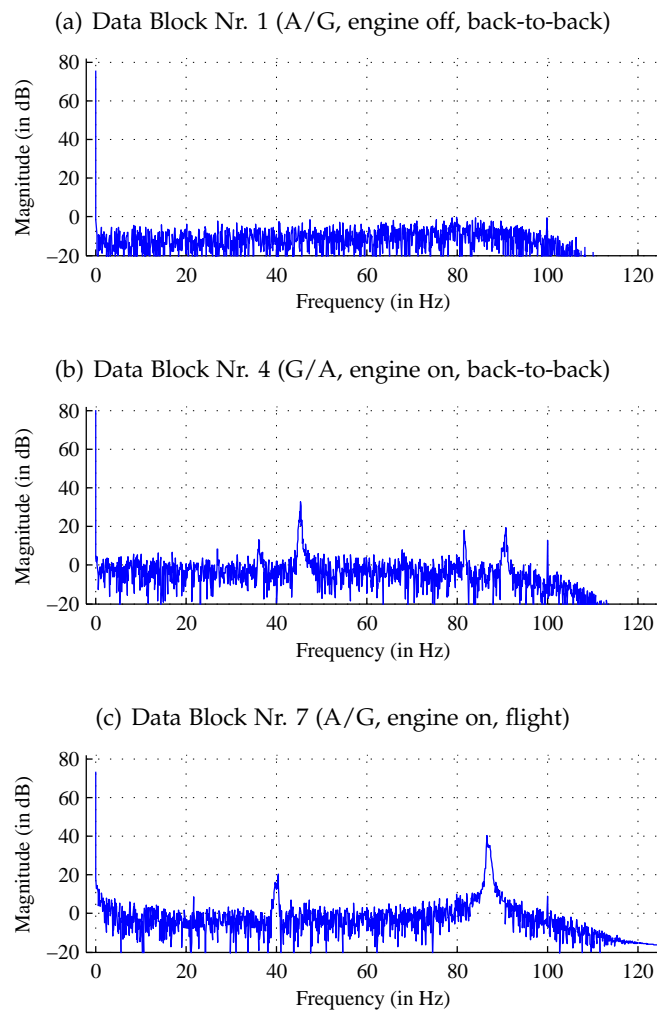 (a) Data Block Nr. 1 (A/G, engine off, back-to-back)
80
60
40
20
0
−20
Magnitude (in dB)
0 20 40 60 80 100 120
Frequency (in Hz)
(b) Data Block Nr. 4 (G/A, engine on, back-to-back)
80
60
40
20
0
−20
Magnitude (in dB)
0 20 40 60 80 100 120
Frequency (in Hz)
(c) Data Block Nr. 7 (A/G, engine on, flight)
80
60
40
20
0
−20
Magnitude (in dB)
0 20 40 60 80 100 120
Frequency (in Hz)